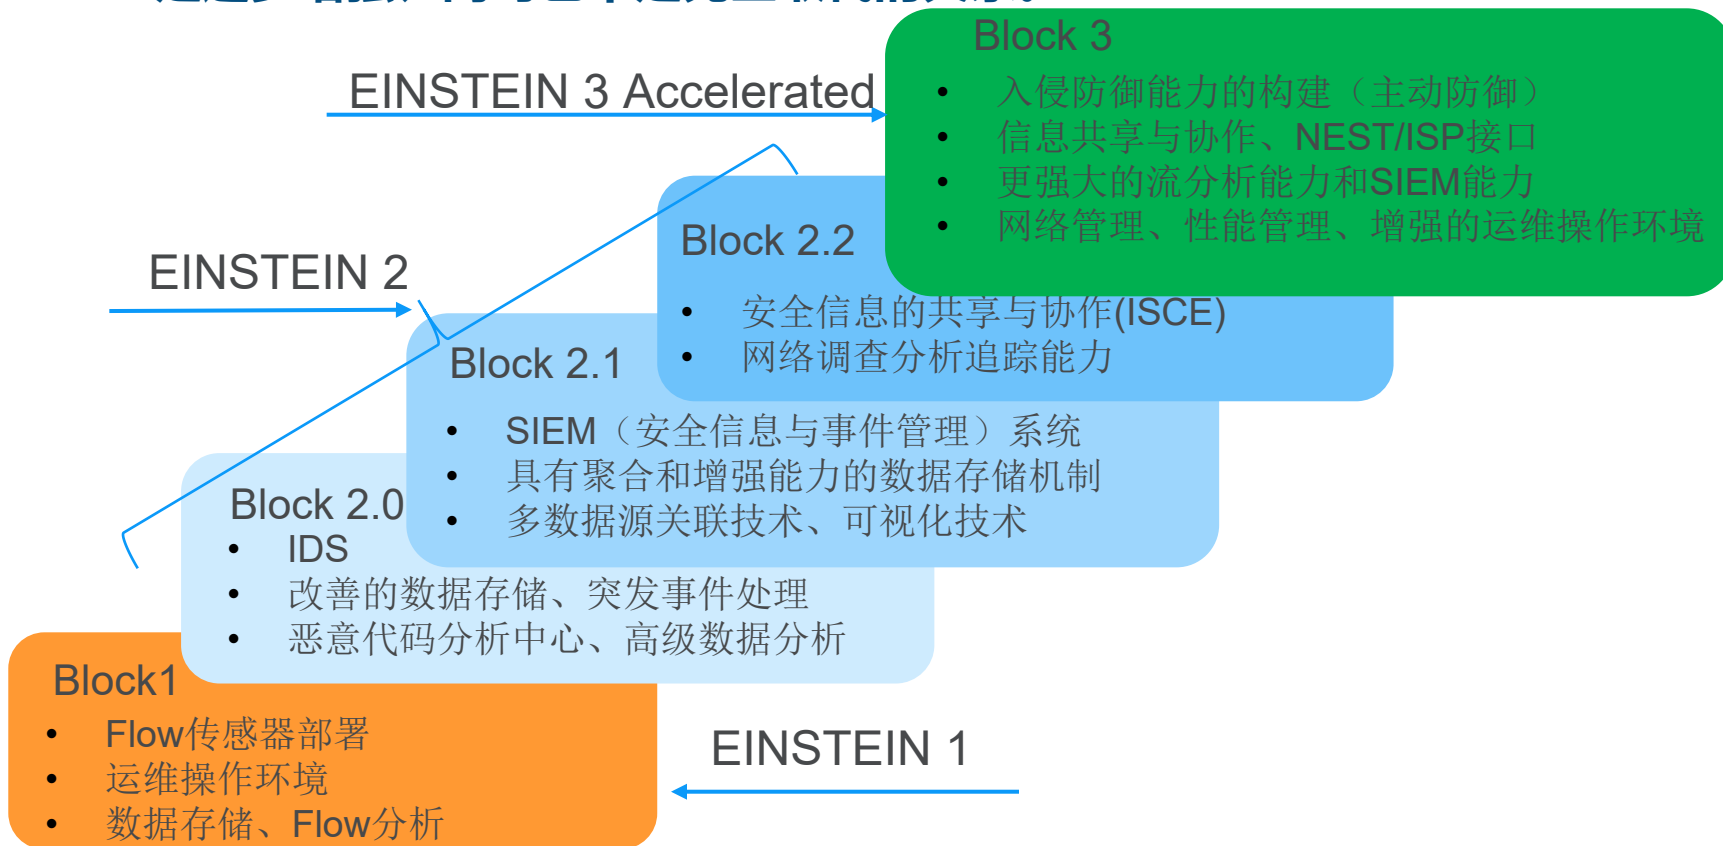 Block 3
EINSTEIN 3 Accelerated
• 入侵防御能力的构建（主动防御）
• 信息共享与协作、NEST/ISP接口
• 更强大的流分析能力和SIEM能力
• 网络管理、性能管理、增强的运维操作环境
Block 2.2
• 安全信息的共享与协作(ISCE)
• 网络调查分析追踪能力
EINSTEIN 2
Block 2.1
• SIEM（安全信息与事件管理）系统
• 具有聚合和增强能力的数据存储机制
• 多数据源关联技术、可视化技术
Block 2.0
• IDS
• 改善的数据存储、突发事件处理
• 恶意代码分析中心、高级数据分析
Block1
• Flow传感器部署
• 运维操作环境
• 数据存储、Flow分析
EINSTEIN 1